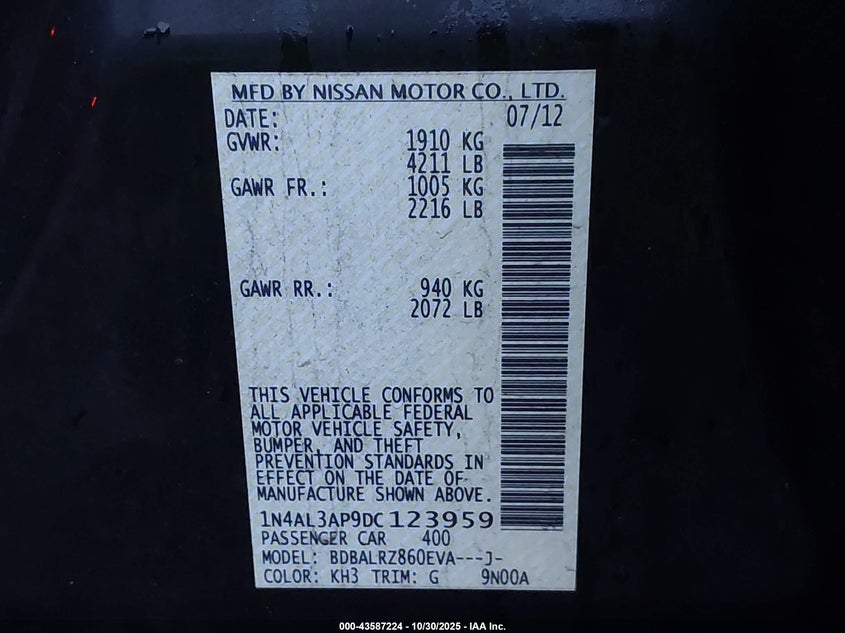 MFD BY NISSAN MOTOR CO., LTD.
DATE: 07/12
GVWR: 1910 KG
4211 LB
GAWR FR.: 1005 KG
2216 LB
GAWR RR.: 940 KG
2072 LB
THIS VEHICLE CONFORMS TO
ALL APPLICABLE FEDERAL
MOTOR VEHICLE SAFETY,
BUMPER, AND THEFT
PREVENTION STANDARDS IN
EFFECT ON THE DATE OF
MANUFACTURE SHOWN ABOVE.
1N4AL3AP9DC123959
PASSENGER CAR 400
MODEL: BDBALRZ860EVA---J-
COLOR: KH3 TRIM: G 9N00A
000-43587224 - 10/30/2025 - IAA Inc.